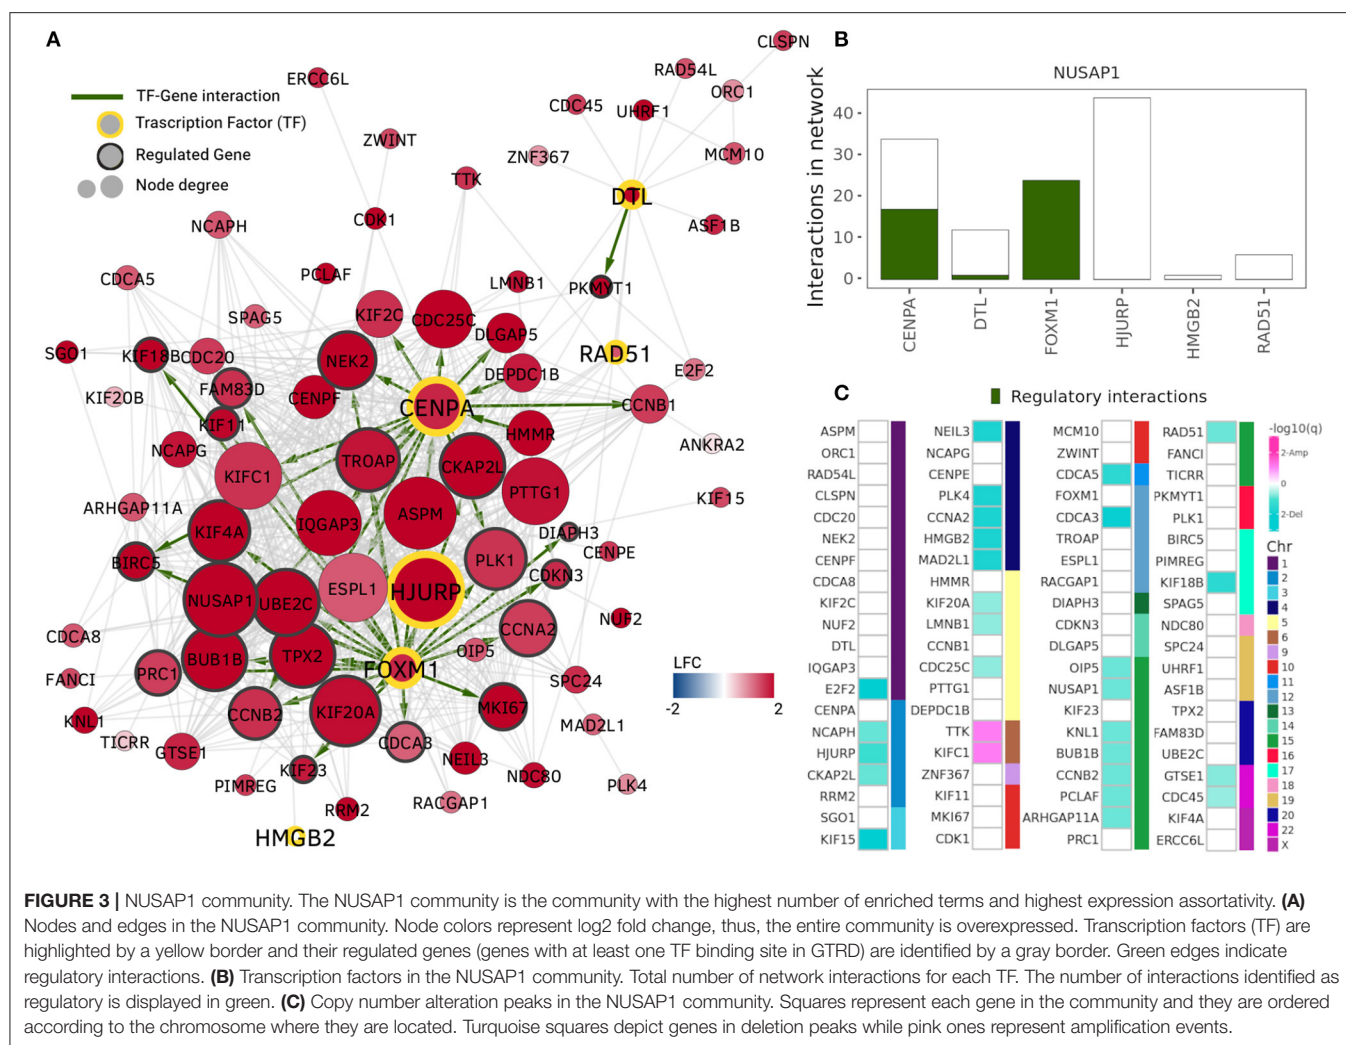 A
TF-Gene interaction
Trascription Factor (TF)
Regulated Gene
Node degree
CLSPN
ERCC6L
RAD54L
ORC1
CDC45
UHRF1
ZWINT
ZNF367
MCM10
TTK
DTL
NCAPH
CDK1
ASF1B
CDCA5
PCLAF
LMNB1
PKMYT1
SPAG5
KIF2C
CDC25C
DLGAP5
SGO1
KIF18B
CDC20
NEK2
RAD51
E2F2
KIF20B
FAM83D
CENPF
DEPDC1B
CENPA
CCNB1
KIF11
HMMR
ANKRA2
NCAPG
KIFC1
TROAP
CKAP2L
PTTG1
KIF15
ARHGAP11A
KIF4A
IQGAP3
ASPM
DIAPH3
BIRC5
PLK1
CENPE
NUSAP1
UBE2C
ESPL1
HJURP
CDKN3
CDCA8
CCNA2
NUF2
BUB1B
TPX2
OIP5
FANCI
PRC1
FOXM1
SPC24
LFC
-2
2
KNL1
CCNB2
KIF20A
MKI67
MAD2L1
TICRR
GTSE1
CDCA3
NEIL3
PIMREG
KIF23
NDC80
PLK4
RRM2
RACGAP1
HMGB2
B
NUSAP1
Interactions in network
40
30
20
10
0
CENPA
DTL
FOXM1
HJURP
HMGB2
RAD51
Regulatory interactions
C
ASPM
ORC1
RAD54L
CLSPN
CDC20
NEK2
CENPF
CDCA8
KIF2C
NUF2
DTL
IQGAP3
E2F2
CENPA
NCAPH
HJURP
CKAP2L
RRM2
SGO1
KIF15
NEIL3
NCAPG
CENPE
PLK4
CCNA2
HMGB2
MAD2L1
HMMR
KIF20A
LMNB1
CCNB1
CDC25C
PTTG1
DEPDC1B
TTK
KIFC1
ZNF367
KIF11
MKI67
CDK1
MCM10
ZWINT
CDCA5
FOXM1
CDCA3
TROAP
ESPL1
RACGAP1
DIAPH3
CDKN3
DLGAP5
OIP5
NUSAP1
KIF23
KNL1
BUB1B
CCNB2
PCLAF
ARHGAP11A
PRC1
RAD51
FANCI
TICRR
PKMYT1
PLK1
BIRC5
PIMREG
KIF18B
SPAG5
NDC80
SPC24
UHRF1
ASF1B
TPX2
FAM83D
UBE2C
GTSE1
CDC45
KIF4A
ERCC6L
-log10(q)
2-Amp
0
2-Del
Chr
1
2
3
4
5
6
9
10
11
12
13
14
15
16
17
18
19
20
22
X
FIGURE 3 | NUSAP1 community. The NUSAP1 community is the community with the highest number of enriched terms and highest expression assortativity. (A)
Nodes and edges in the NUSAP1 community. Node colors represent log2 fold change, thus, the entire community is overexpressed. Transcription factors (TF) are
highlighted by a yellow border and their regulated genes (genes with at least one TF binding site in GTRD) are identified by a gray border. Green edges indicate
regulatory interactions. (B) Transcription factors in the NUSAP1 community. Total number of network interactions for each TF. The number of interactions identified as
regulatory is displayed in green. (C) Copy number alteration peaks in the NUSAP1 community. Squares represent each gene in the community and they are ordered
according to the chromosome where they are located. Turquoise squares depict genes in deletion peaks while pink ones represent amplification events.